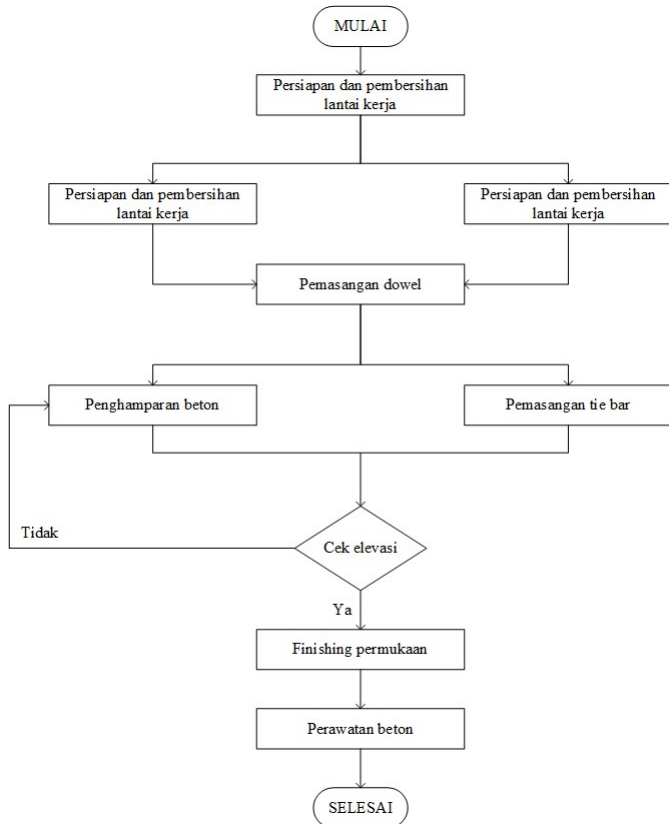 MULAI
Persiapan dan pembersihan
lantai kerja
Persiapan dan pembersihan
lantai kerja
Persiapan dan pembersihan
lantai kerja
Pemasangan dowel
Penghamparan beton
Pemasangan tie bar
Cek elevasi
Tidak
Ya
Finishing permukaan
Perawatan beton
SELESAI